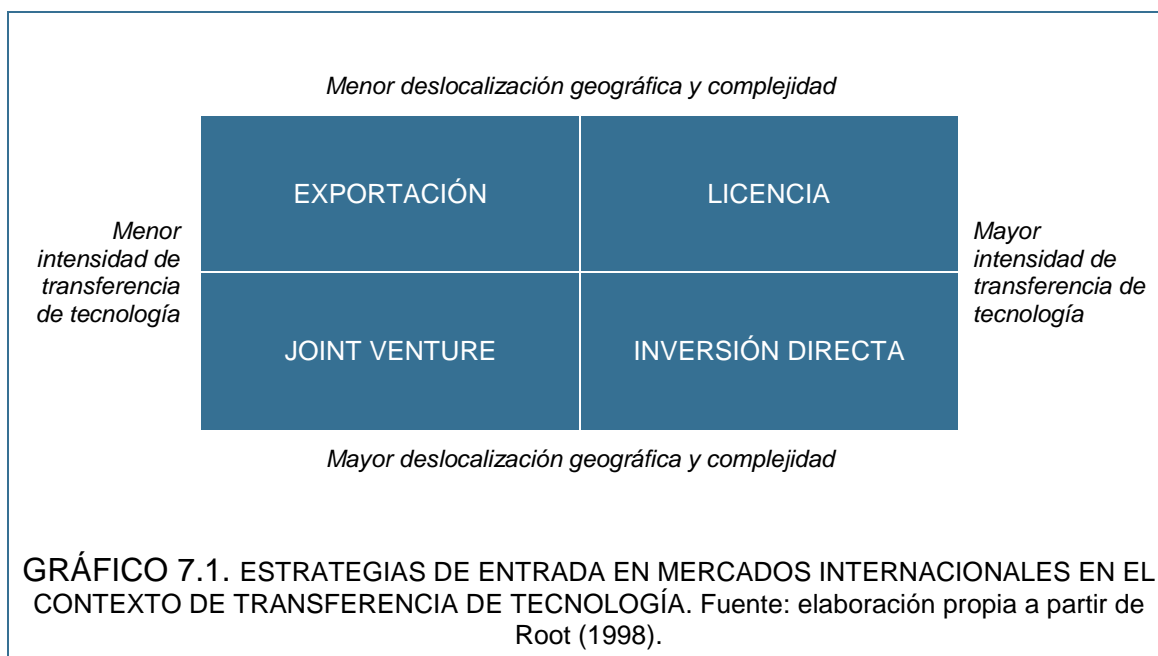 Menor deslocalización geográfica y complejidad
EXPORTACIÓN
LICENCIA
Menor
intensidad de
transferencia
de tecnología
Mayor
intensidad de
transferencia de
tecnología
JOINT VENTURE
INVERSIÓN DIRECTA
Mayor deslocalización geográfica y complejidad
GRÁFICO 7.1. ESTRATEGIAS DE ENTRADA EN MERCADOS INTERNACIONALES EN EL
CONTEXTO DE TRANSFERENCIA DE TECNOLOGÍA. Fuente: elaboración propia a partir de
Root (1998).